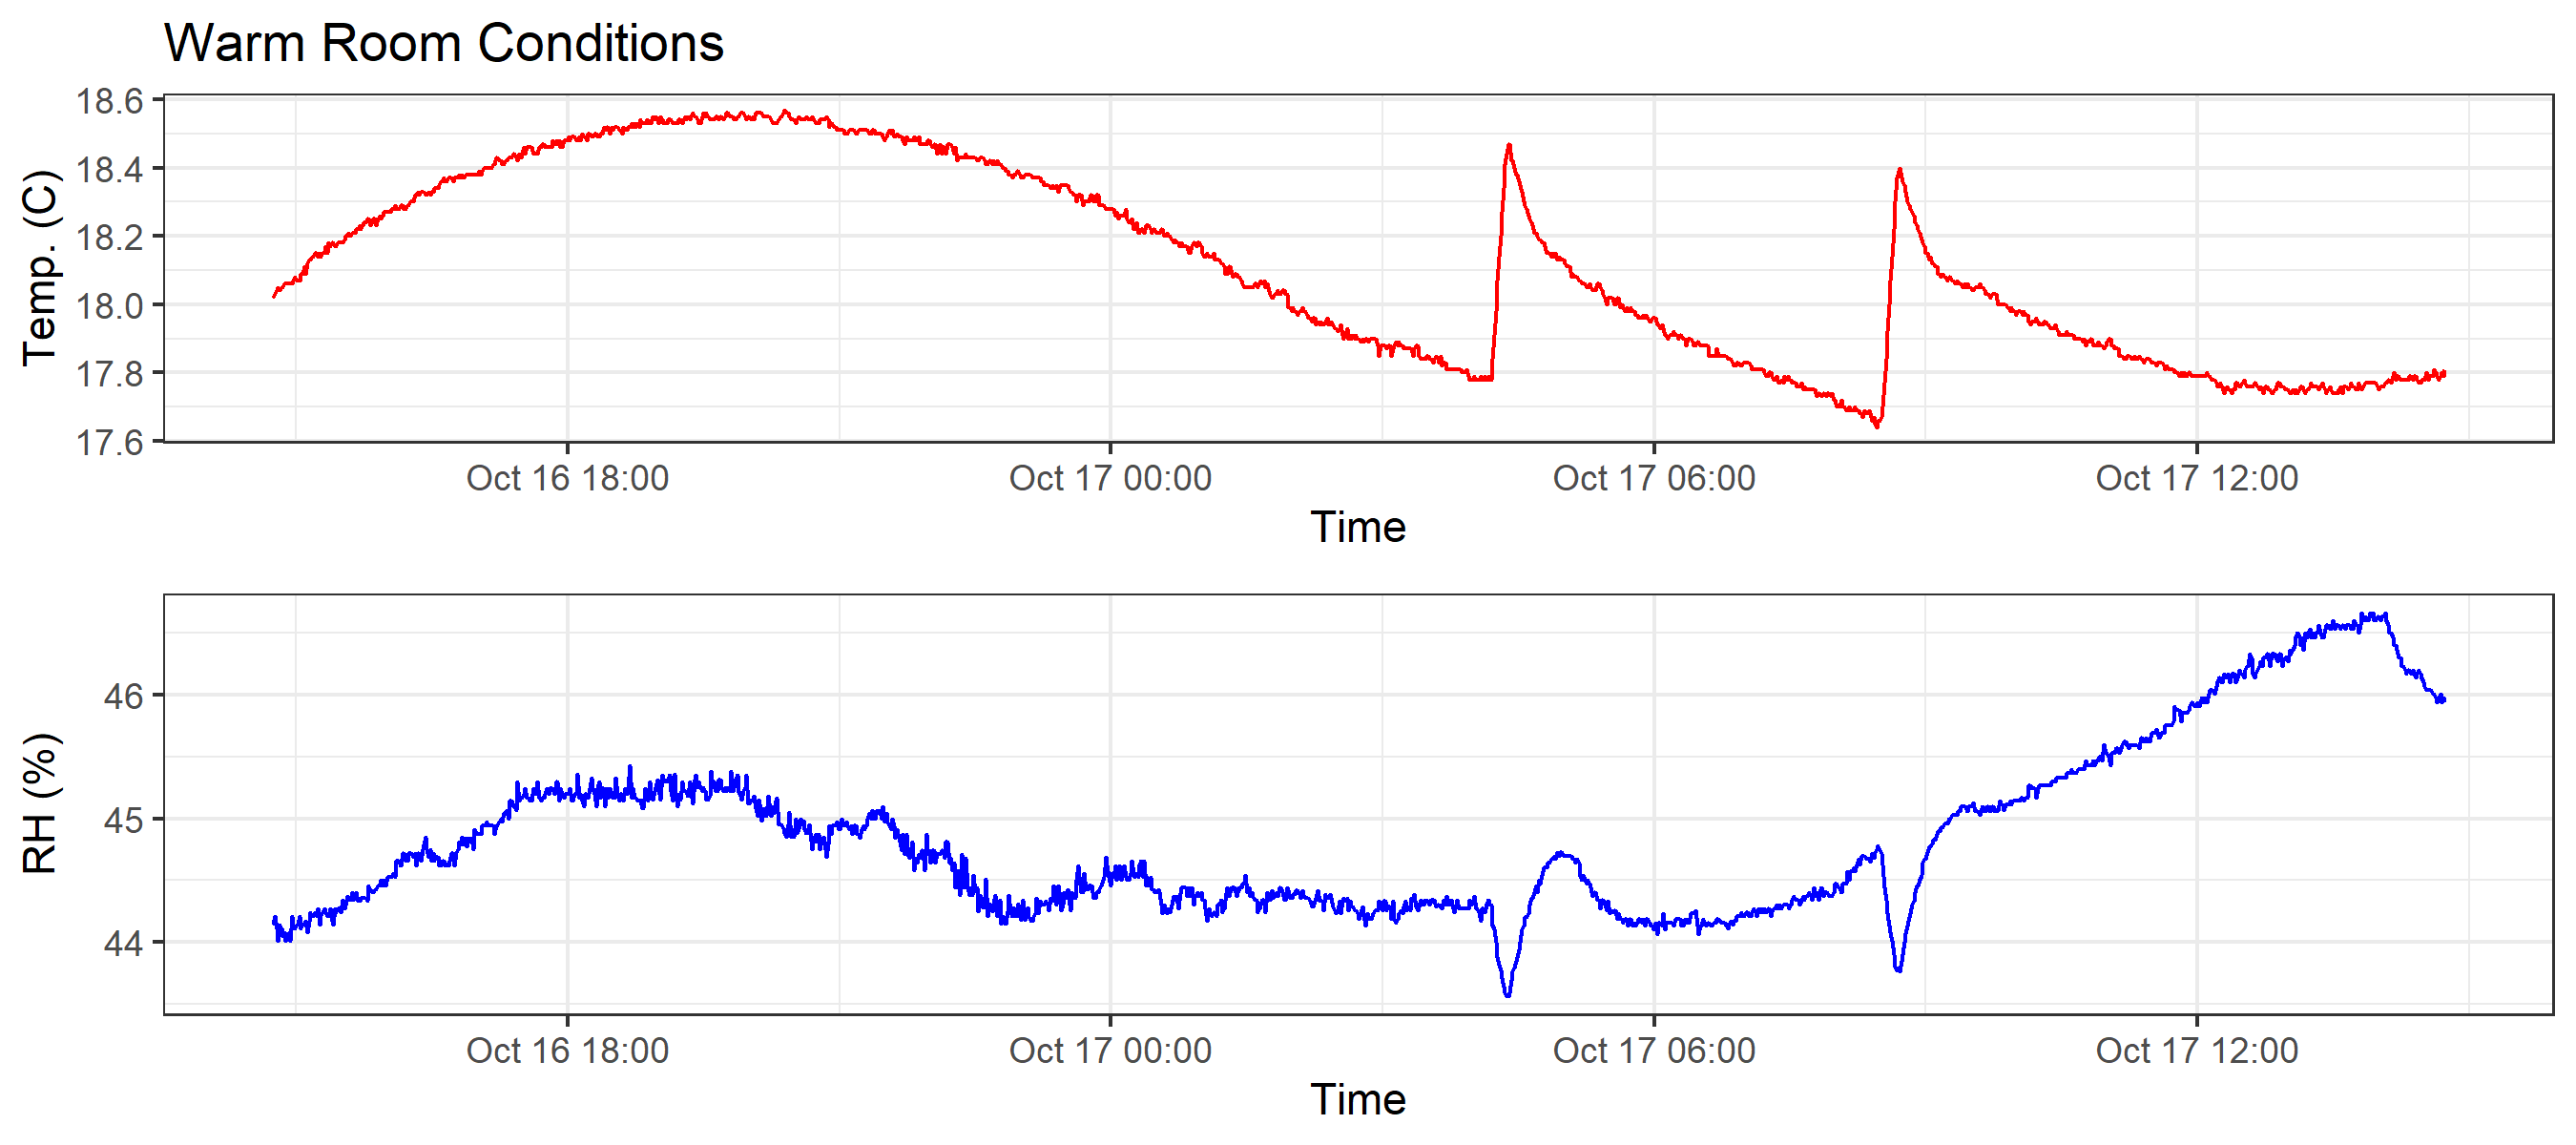 Warm Room Conditions
18.6
18.4
18.2
18.0
17.8
17.6
Temp. (C)
Oct 16 18:00 Oct 17 00:00 Oct 17 06:00 Oct 17 12:00
Time
46
45
44
RH (%)
Oct 16 18:00 Oct 17 00:00 Oct 17 06:00 Oct 17 12:00
Time